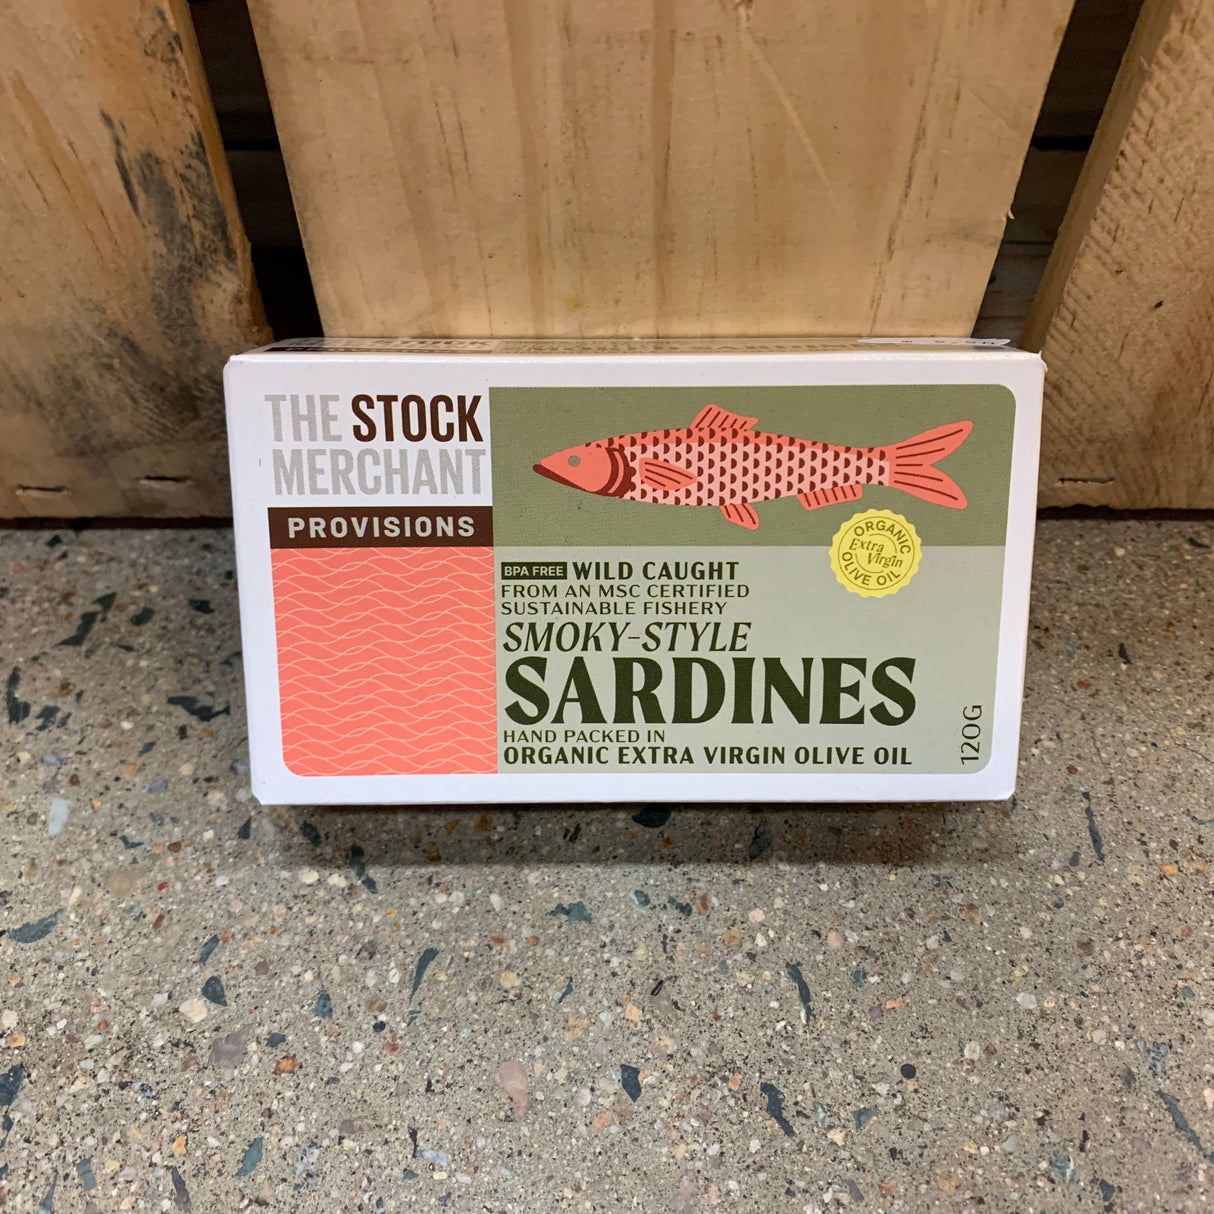 THE STOCK
MERCHANT
PROVISIONS
ORGANIC
Extra
Virgin
OLIVE OIL
BPA FREE WILD CAUGHT
FROM AN MSC CERTIFIED
SUSTAINABLE FISHERY
SMOKY-STYLE
SARDINES
HAND PACKED IN
ORGANIC EXTRA VIRGIN OLIVE OIL
120G